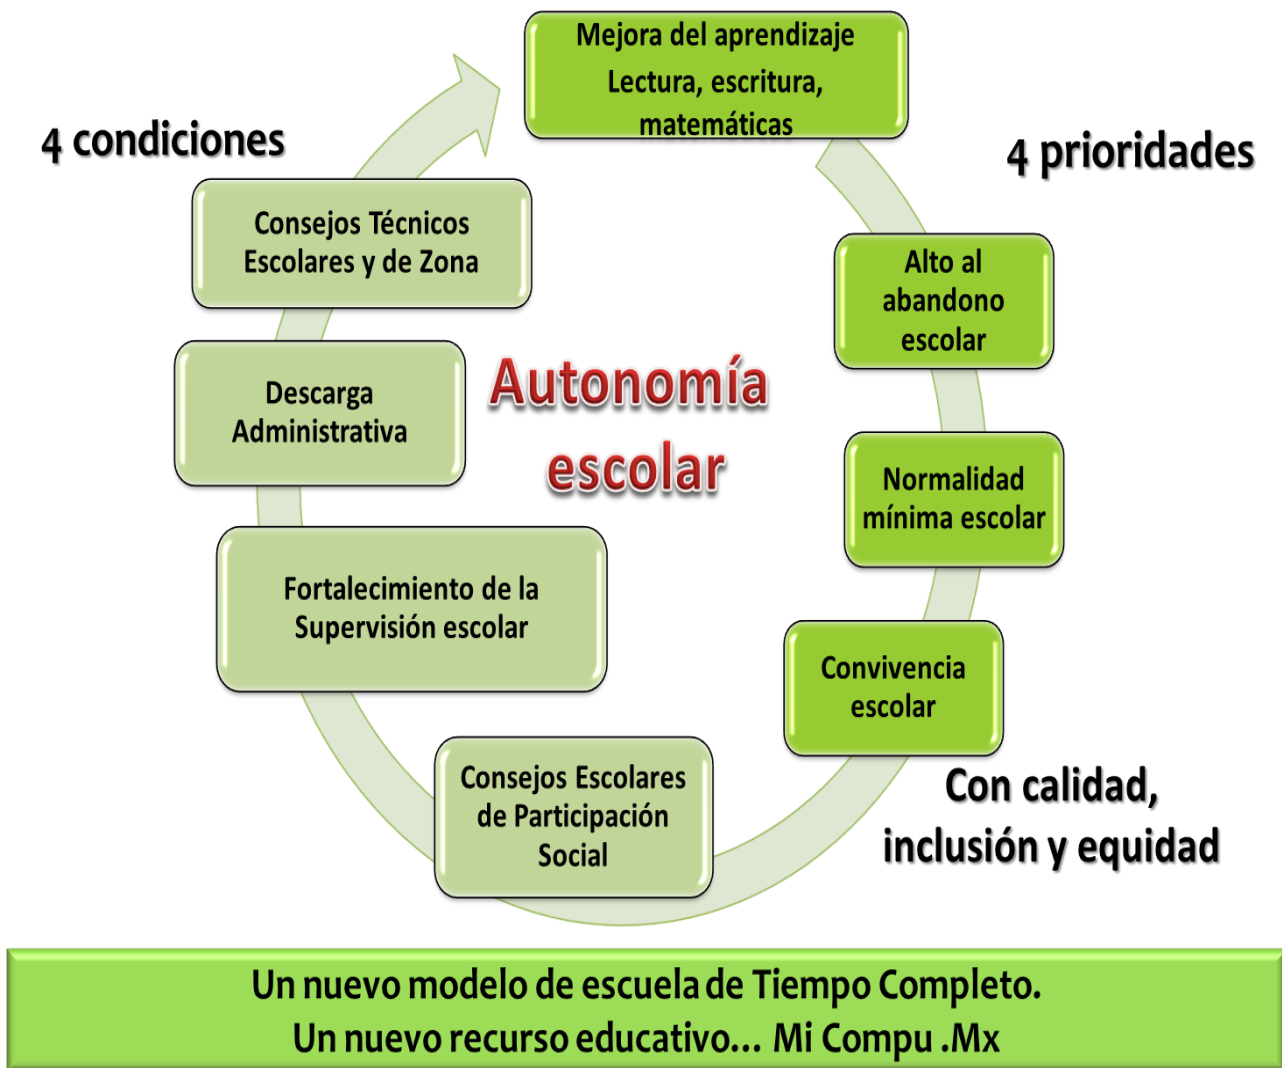 Mejora del aprendizaje
Lectura, escritura,
matemáticas
4 condiciones
4 prioridades
Consejos Técnicos
Escolares y de Zona
Alto al
abandono
escolar
Descarga
Administrativa
Autonomía
escolar
Normalidad
mínima escolar
Fortalecimiento de la
Supervisión escolar
Convivencia
escolar
Consejos Escolares
de Participación
Social
Con calidad,
inclusión y equidad
Un nuevo modelo de escuela de Tiempo Completo.
Un nuevo recurso educativo... Mi Compu .Mx